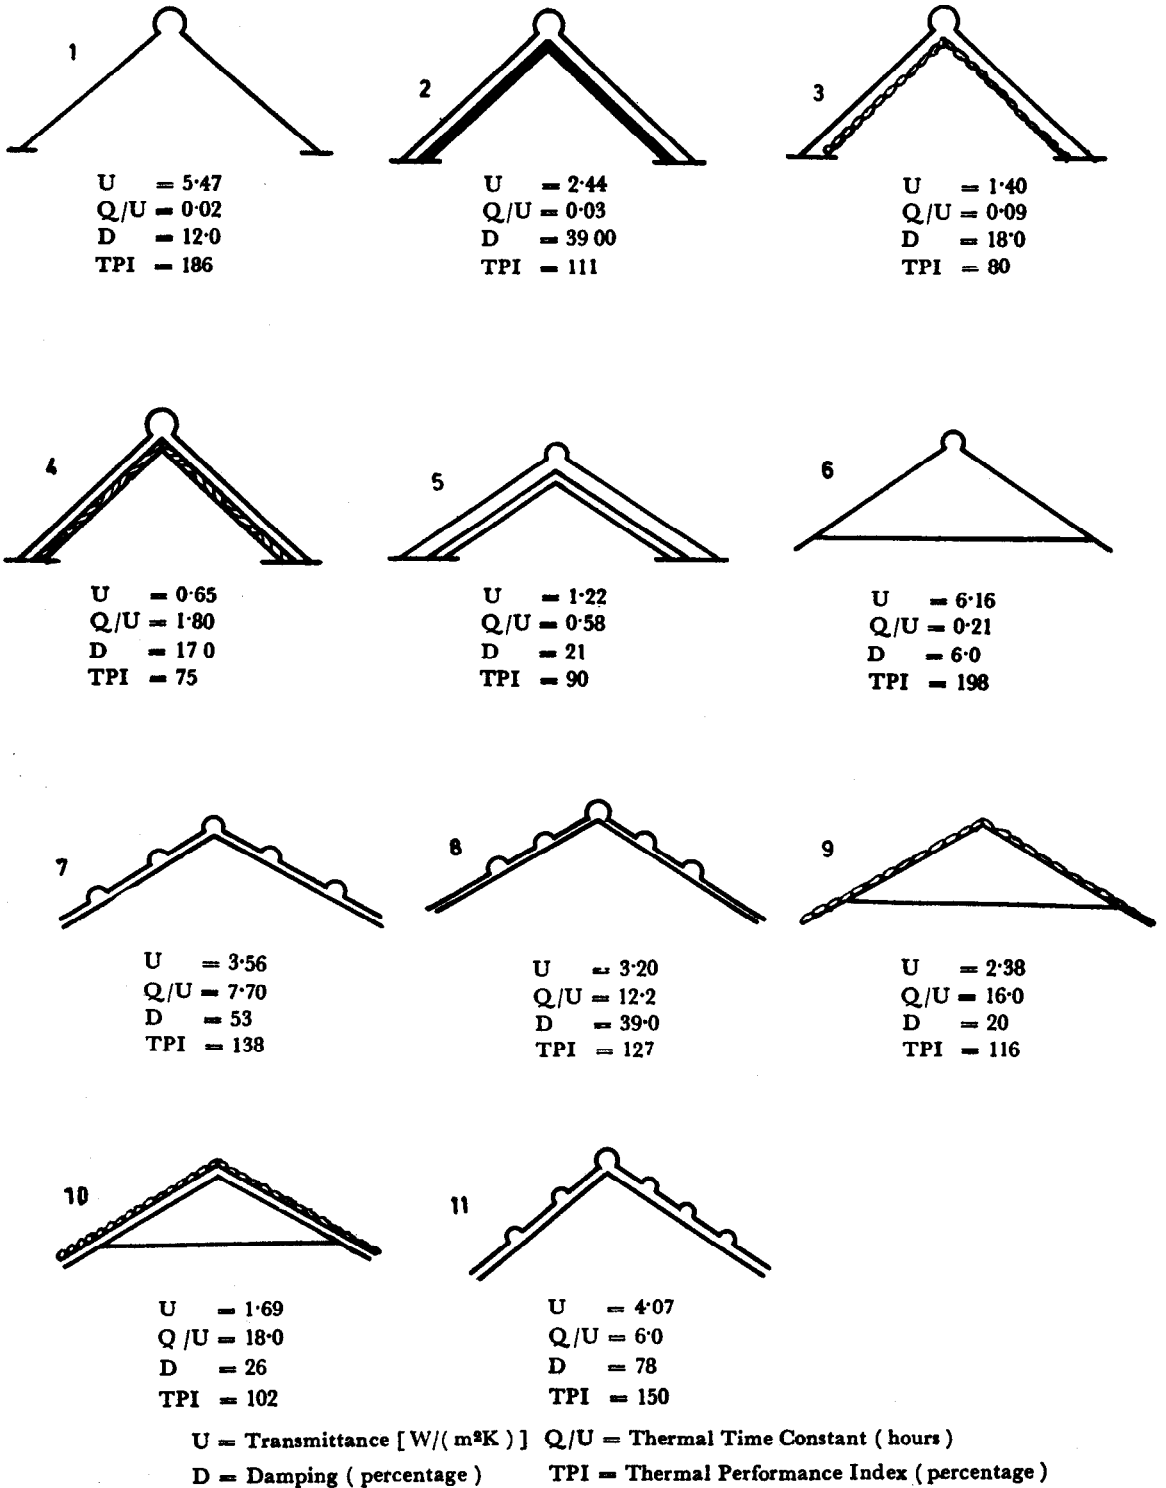 1
2
3
U = 5·47
Q/U = 0·02
D = 12·0
TPI = 186
U = 2·44
Q/U = 0·03
D = 39 00
TPI = 111
U = 1·40
Q/U = 0·09
D = 18·0
TPI = 80
4
5
6
U = 0·65
Q/U = 1·80
D = 17 0
TPI = 75
U = 1·22
Q/U = 0·58
D = 21
TPI = 90
U = 6·16
Q/U = 0·21
D = 6·0
TPI = 198
7
8
9
U = 3·56
Q/U = 7·70
D = 53
TPI = 138
U = 3·20
Q/U = 12·2
D = 39·0
TPI = 127
U = 2·38
Q/U = 16·0
D = 20
TPI = 116
10
11
U = 1·69
Q /U = 18·0
D = 26
TPI = 102
U = 4·07
Q/U = 6·0
D = 78
TPI = 150
U = Transmittance [ W/( m²K ) ] Q/U = Thermal Time Constant ( hours )
D = Damping ( percentage ) TPI = Thermal Performance Index ( percentage )